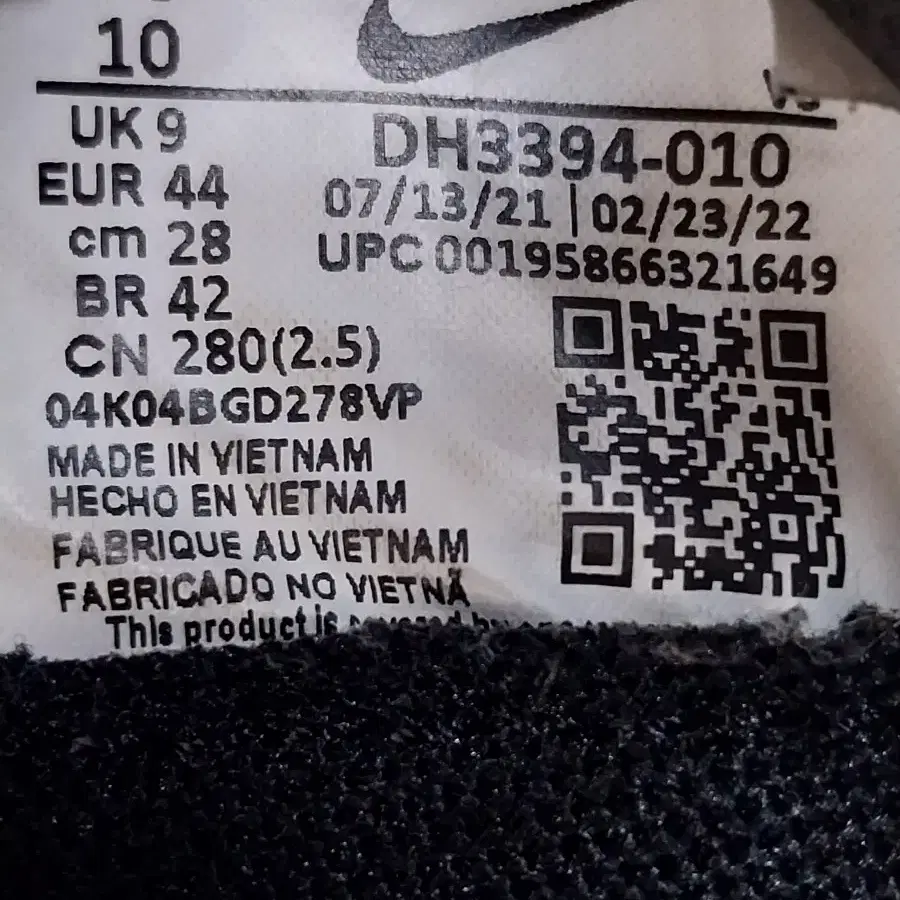 10
UK 9
EUR 44
cm 28
BR 42
CN 280(2.5)
04K04BGD278VP
MADE IN VIETNAM
HECHO EN VIETNAM
FABRIQUE AU VIETNAM
FABRICADO NO VIETNÃ
This product is
DH3394-010
07/13/21 | 02/23/22
UPC 00195866321649